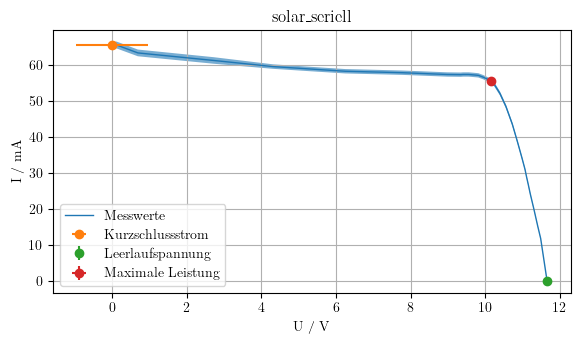 solar_seriell
I / mA
60
50
40
30
20
10
0
Messwerte
Kurzschlussstrom
Leerlaufspannung
Maximale Leistung
0
2
4
6
8
10
12
U / V